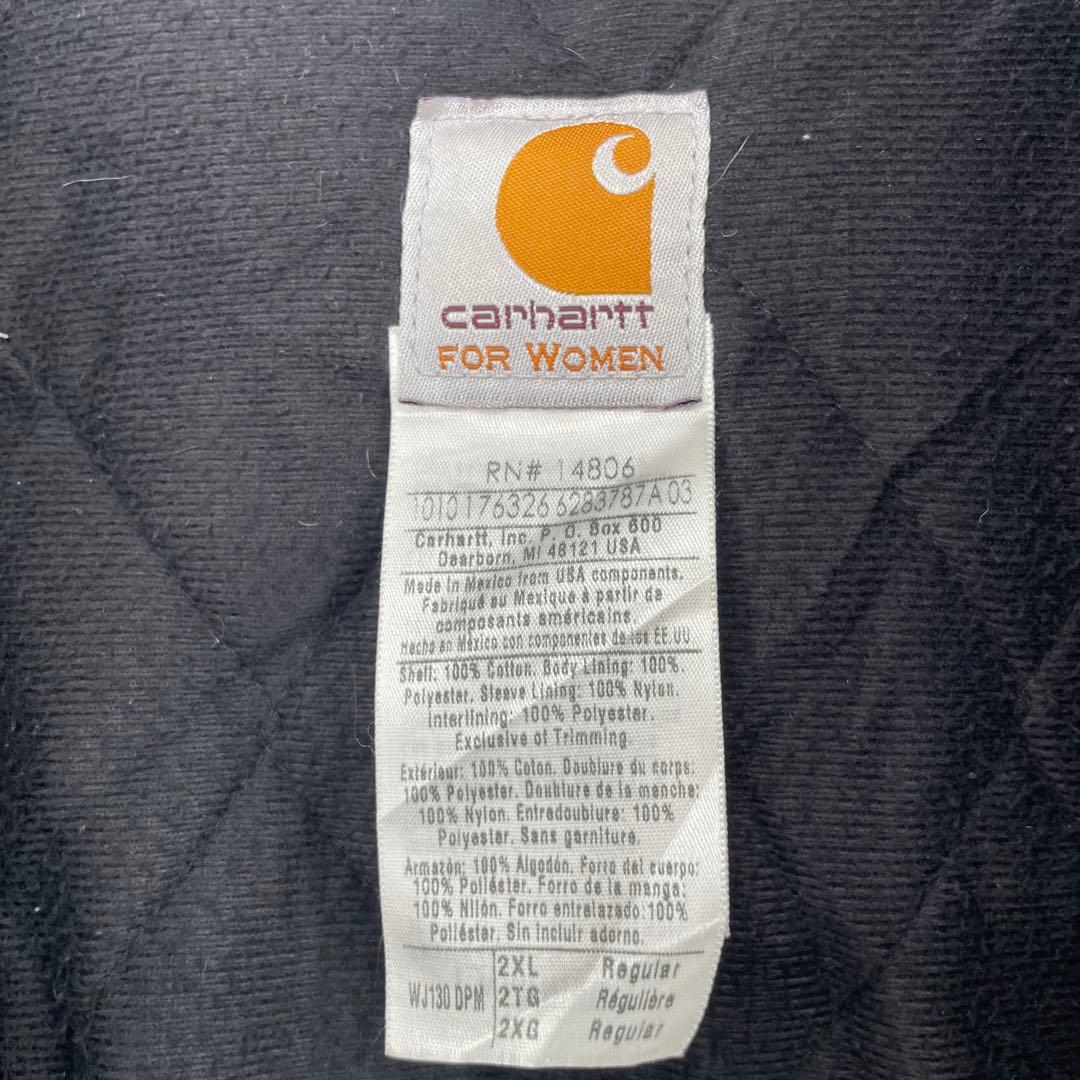 carhartt
FOR WOMEN
RN# 14806
1010176326 6283787A 03
Carhartt, Inc. P. O. Box 600
Dearborn, MI 48121 USA
Made in Mexico from USA components.
Fabriqué au Mexique à partir de
composants américains.
Hecho en México con componentes de los EE.UU
Shell: 100% Cotton. Body Lining: 100%
Polyester. Sleeve Lining: 100% Nylon.
Interlining: 100% Polyester.
Exclusive of Trimming.
Extérieur: 100% Coton. Doublure du corps:
100% Polyester. Doublure de la manche:
100% Nylon. Entredoublure: 100%
Polyester. Sans garniture.
Armazón: 100% Algodón. Forro del cuerpo:
100% Poliéster. Forro de la manga:
100% Nilón. Forro entrelazado: 100%
Poliéster. Sin incluir adorno.
2XL Regular
WJ130 DPM 2TG Régulière
2XG Regular